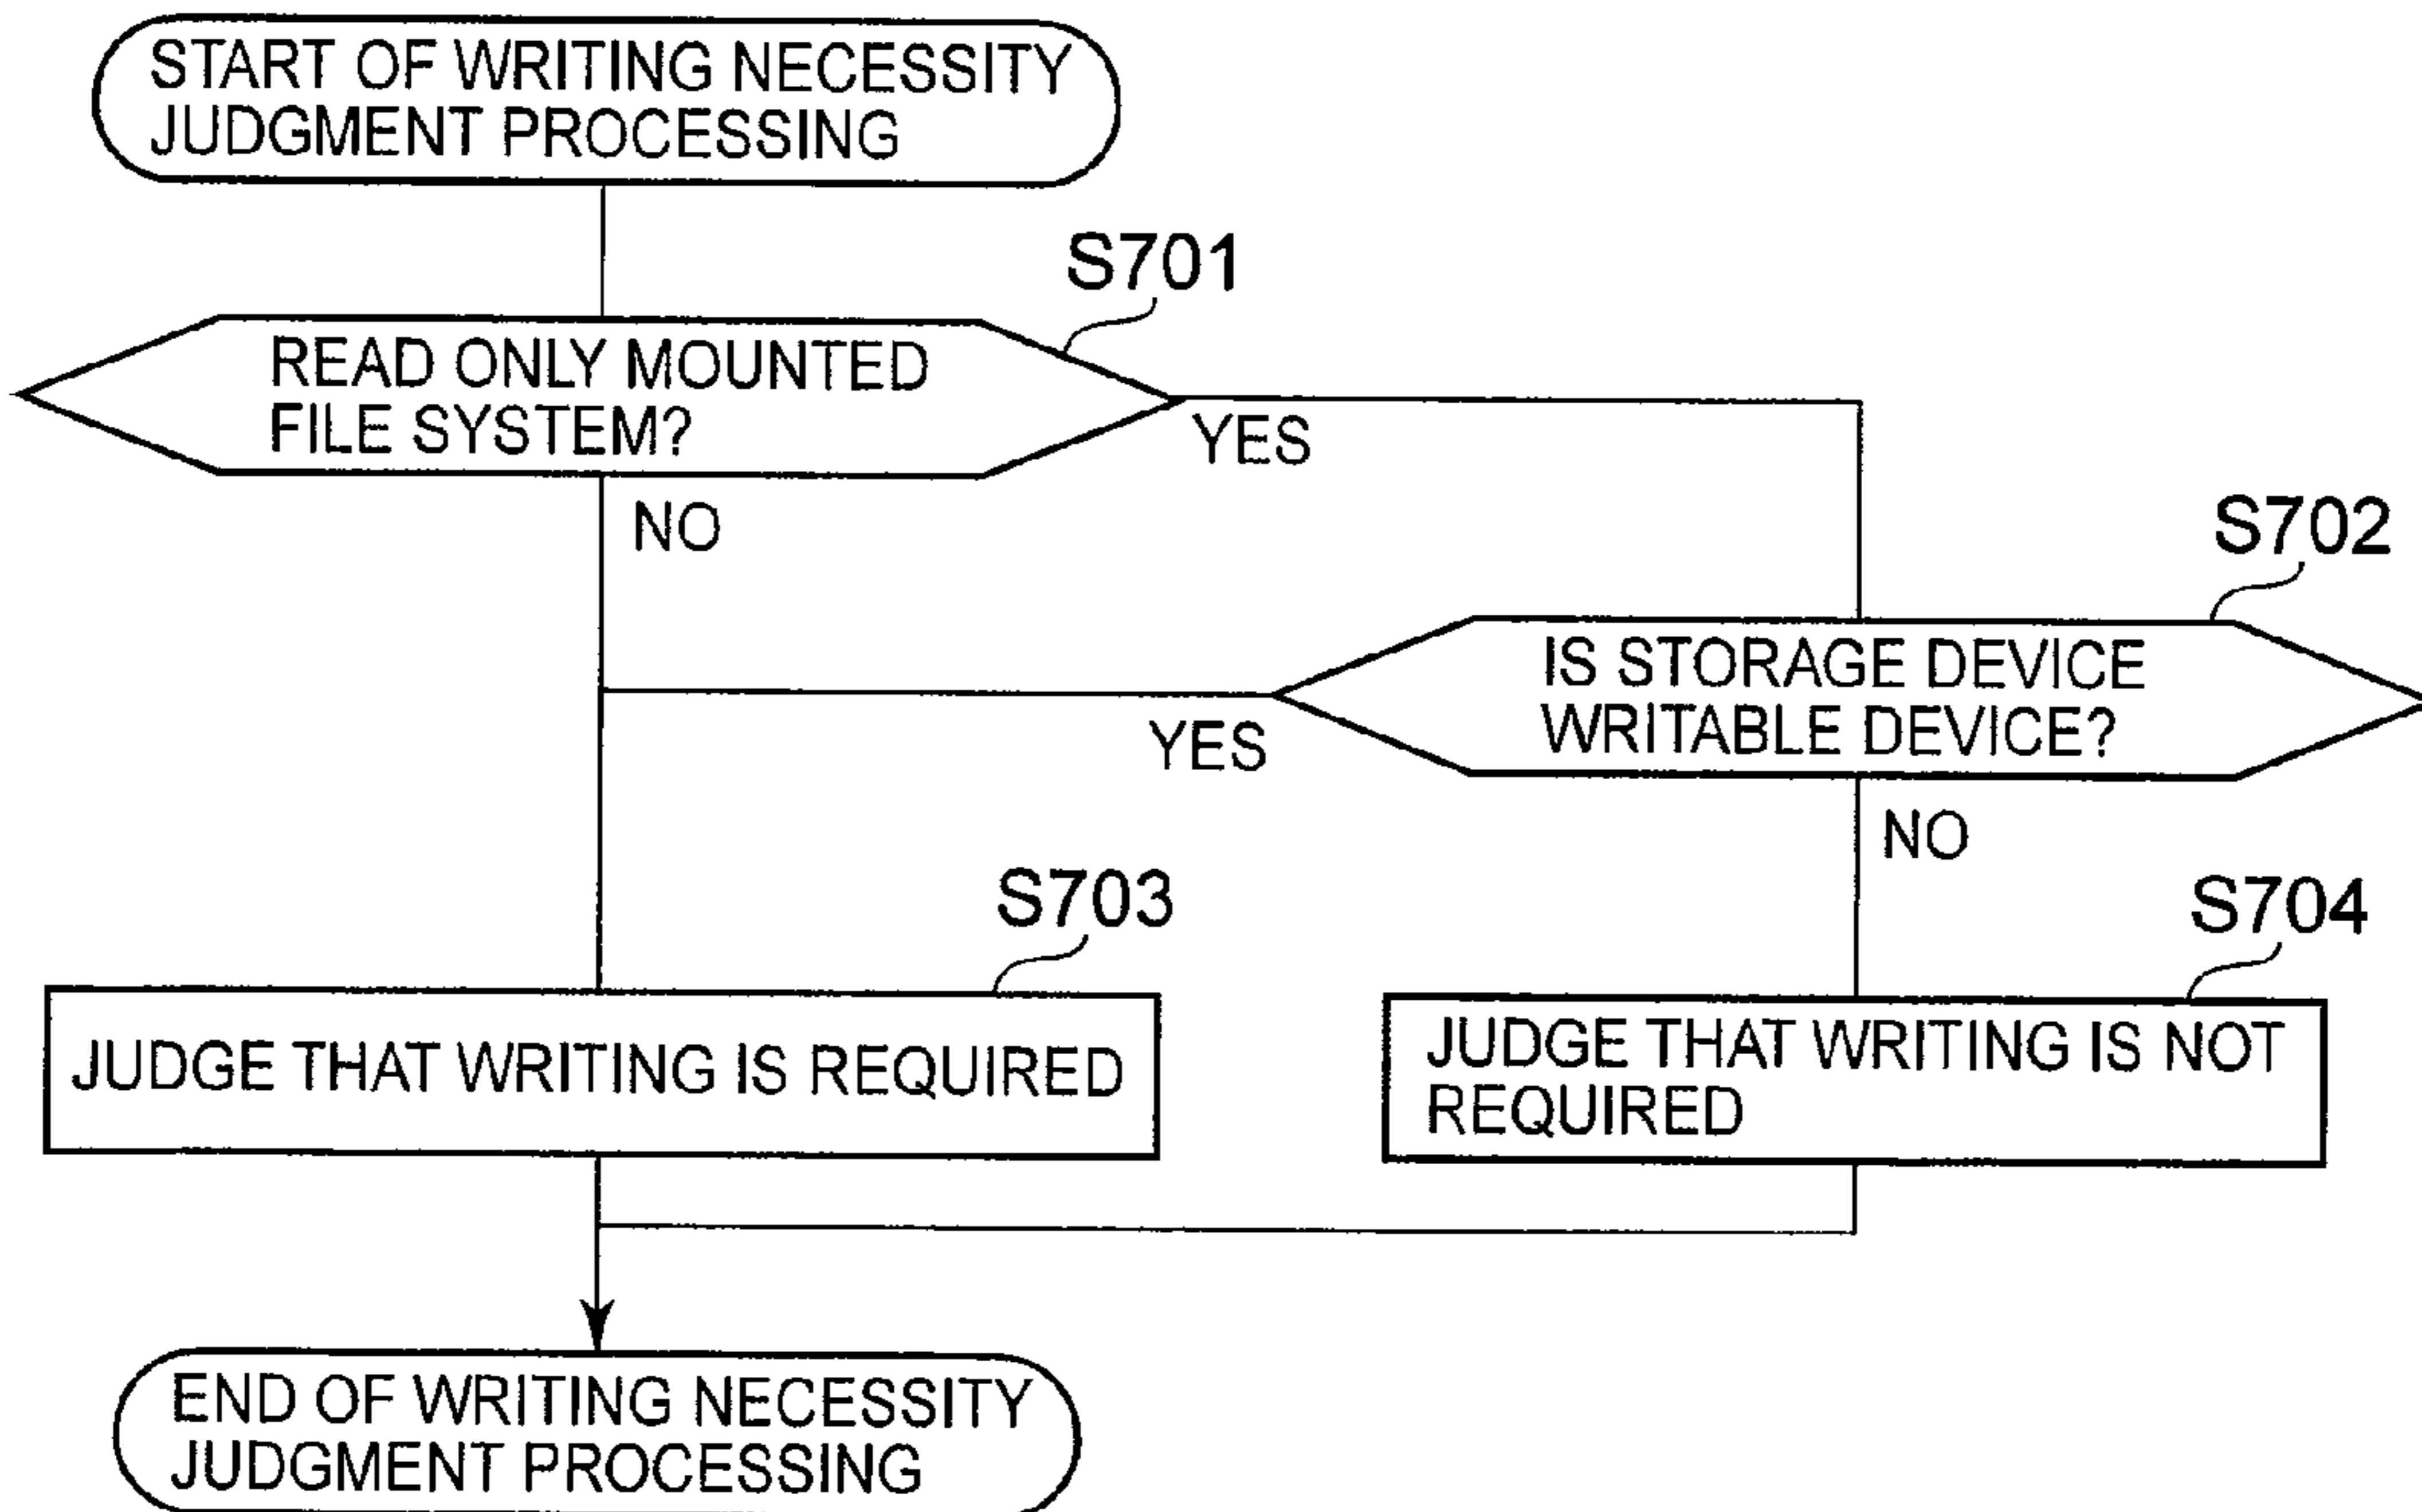 START OF WRITING NECESSITY
JUDGMENT PROCESSING
S701
READ ONLY MOUNTED
FILE SYSTEM?
YES
NO
S702
IS STORAGE DEVICE
WRITABLE DEVICE?
YES
NO
S703
JUDGE THAT WRITING IS REQUIRED
S704
JUDGE THAT WRITING IS NOT
REQUIRED
END OF WRITING NECESSITY
JUDGMENT PROCESSING